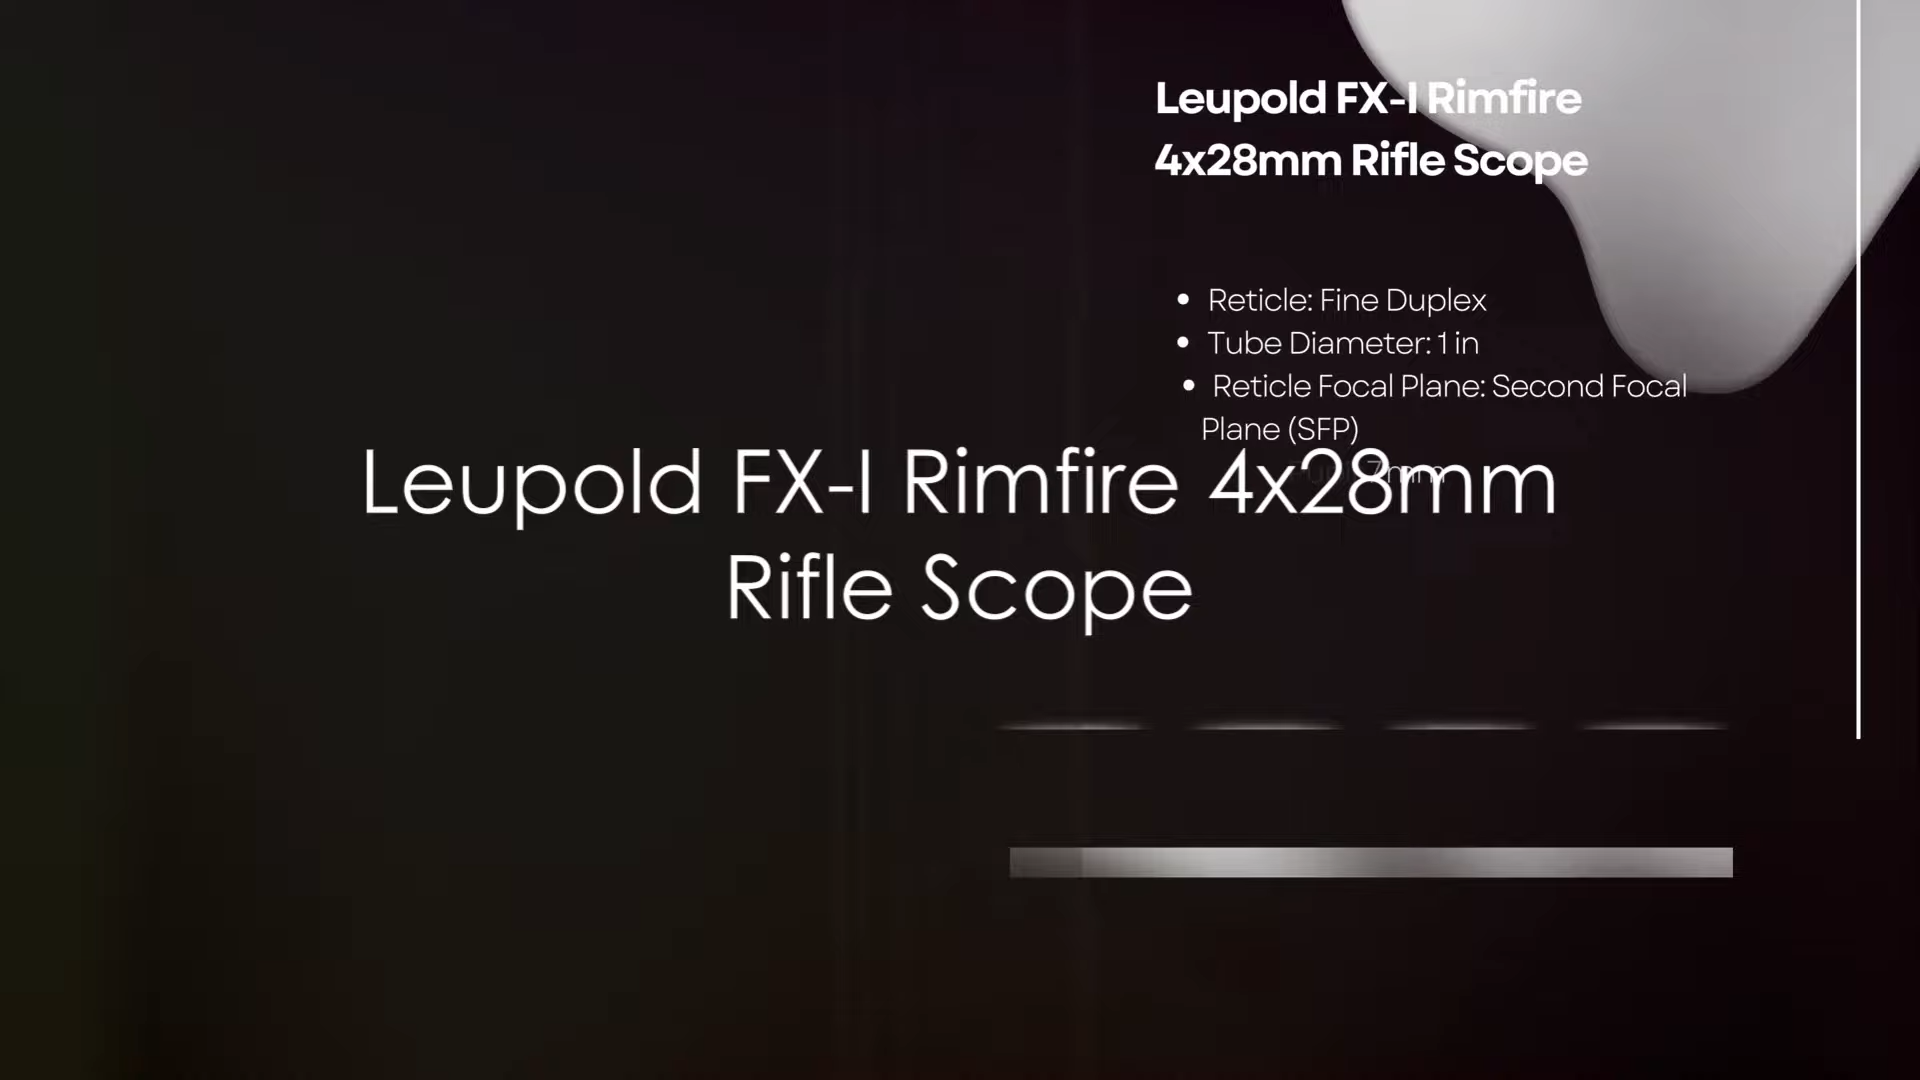 Leupold FX-I Rimfire
4x28mm Rifle Scope
• Reticle: Fine Duplex
• Tube Diameter: 1 in
• Reticle Focal Plane: Second Focal
Plane (SFP)
Leupold FX-I Rimfire 4x28mm
Rifle Scope